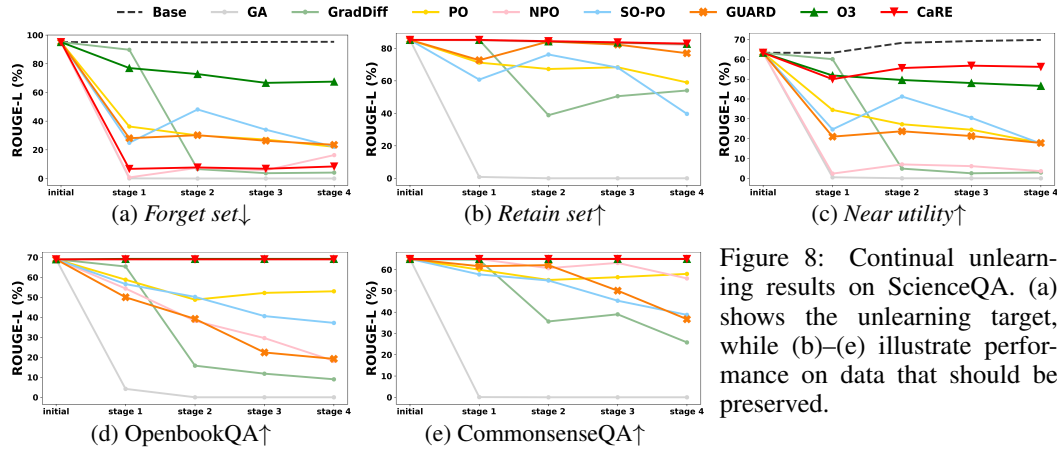 Base GA GradDiff PO NPO SO-PO GUARD O3 CaRE
ROUGE-L (%)
100
80
60
40
20
0
initial stage 1 stage 2 stage 3 stage 4
(a) Forget set↓
ROUGE-L (%)
80
60
40
20
0
initial stage 1 stage 2 stage 3 stage 4
(b) Retain set↑
ROUGE-L (%)
70
60
50
40
30
20
10
0
initial stage 1 stage 2 stage 3 stage 4
(c) Near utility↑
ROUGE-L (%)
70
60
50
40
30
20
10
0
initial stage 1 stage 2 stage 3 stage 4
(d) OpenbookQA↑
ROUGE-L (%)
60
50
40
30
20
10
0
initial stage 1 stage 2 stage 3 stage 4
(e) CommonsenseQA↑
Figure 8: Continual unlearn-
ing results on ScienceQA. (a)
shows the unlearning target,
while (b)–(e) illustrate perfor-
mance on data that should be
preserved.